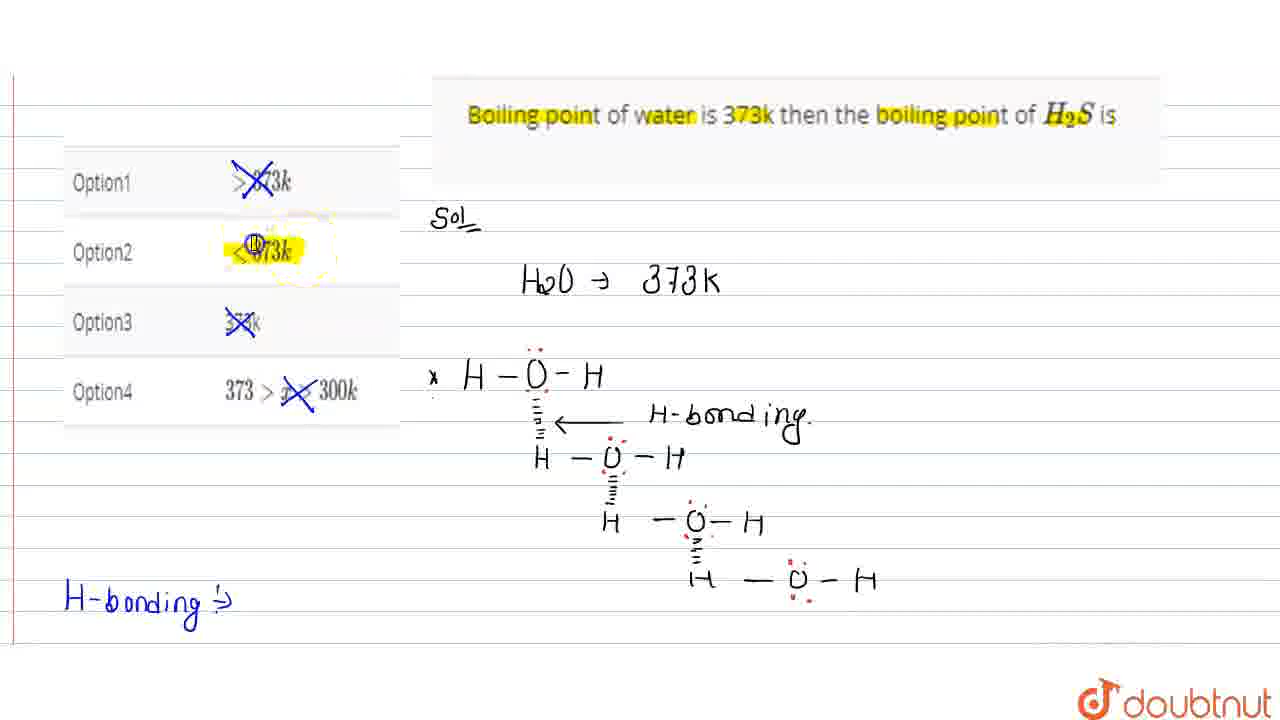 Boiling point of water is 373k then the boiling point of H₂S is
Option1 > 373k
Option2 < 373k
Option3 373k
Option4 373 > x > 300k
Sol
H₂O → 373K
H – O – H
H-bonding.
H – O – H
H – O – H
H – O – H
H-bonding :→
doubtnut